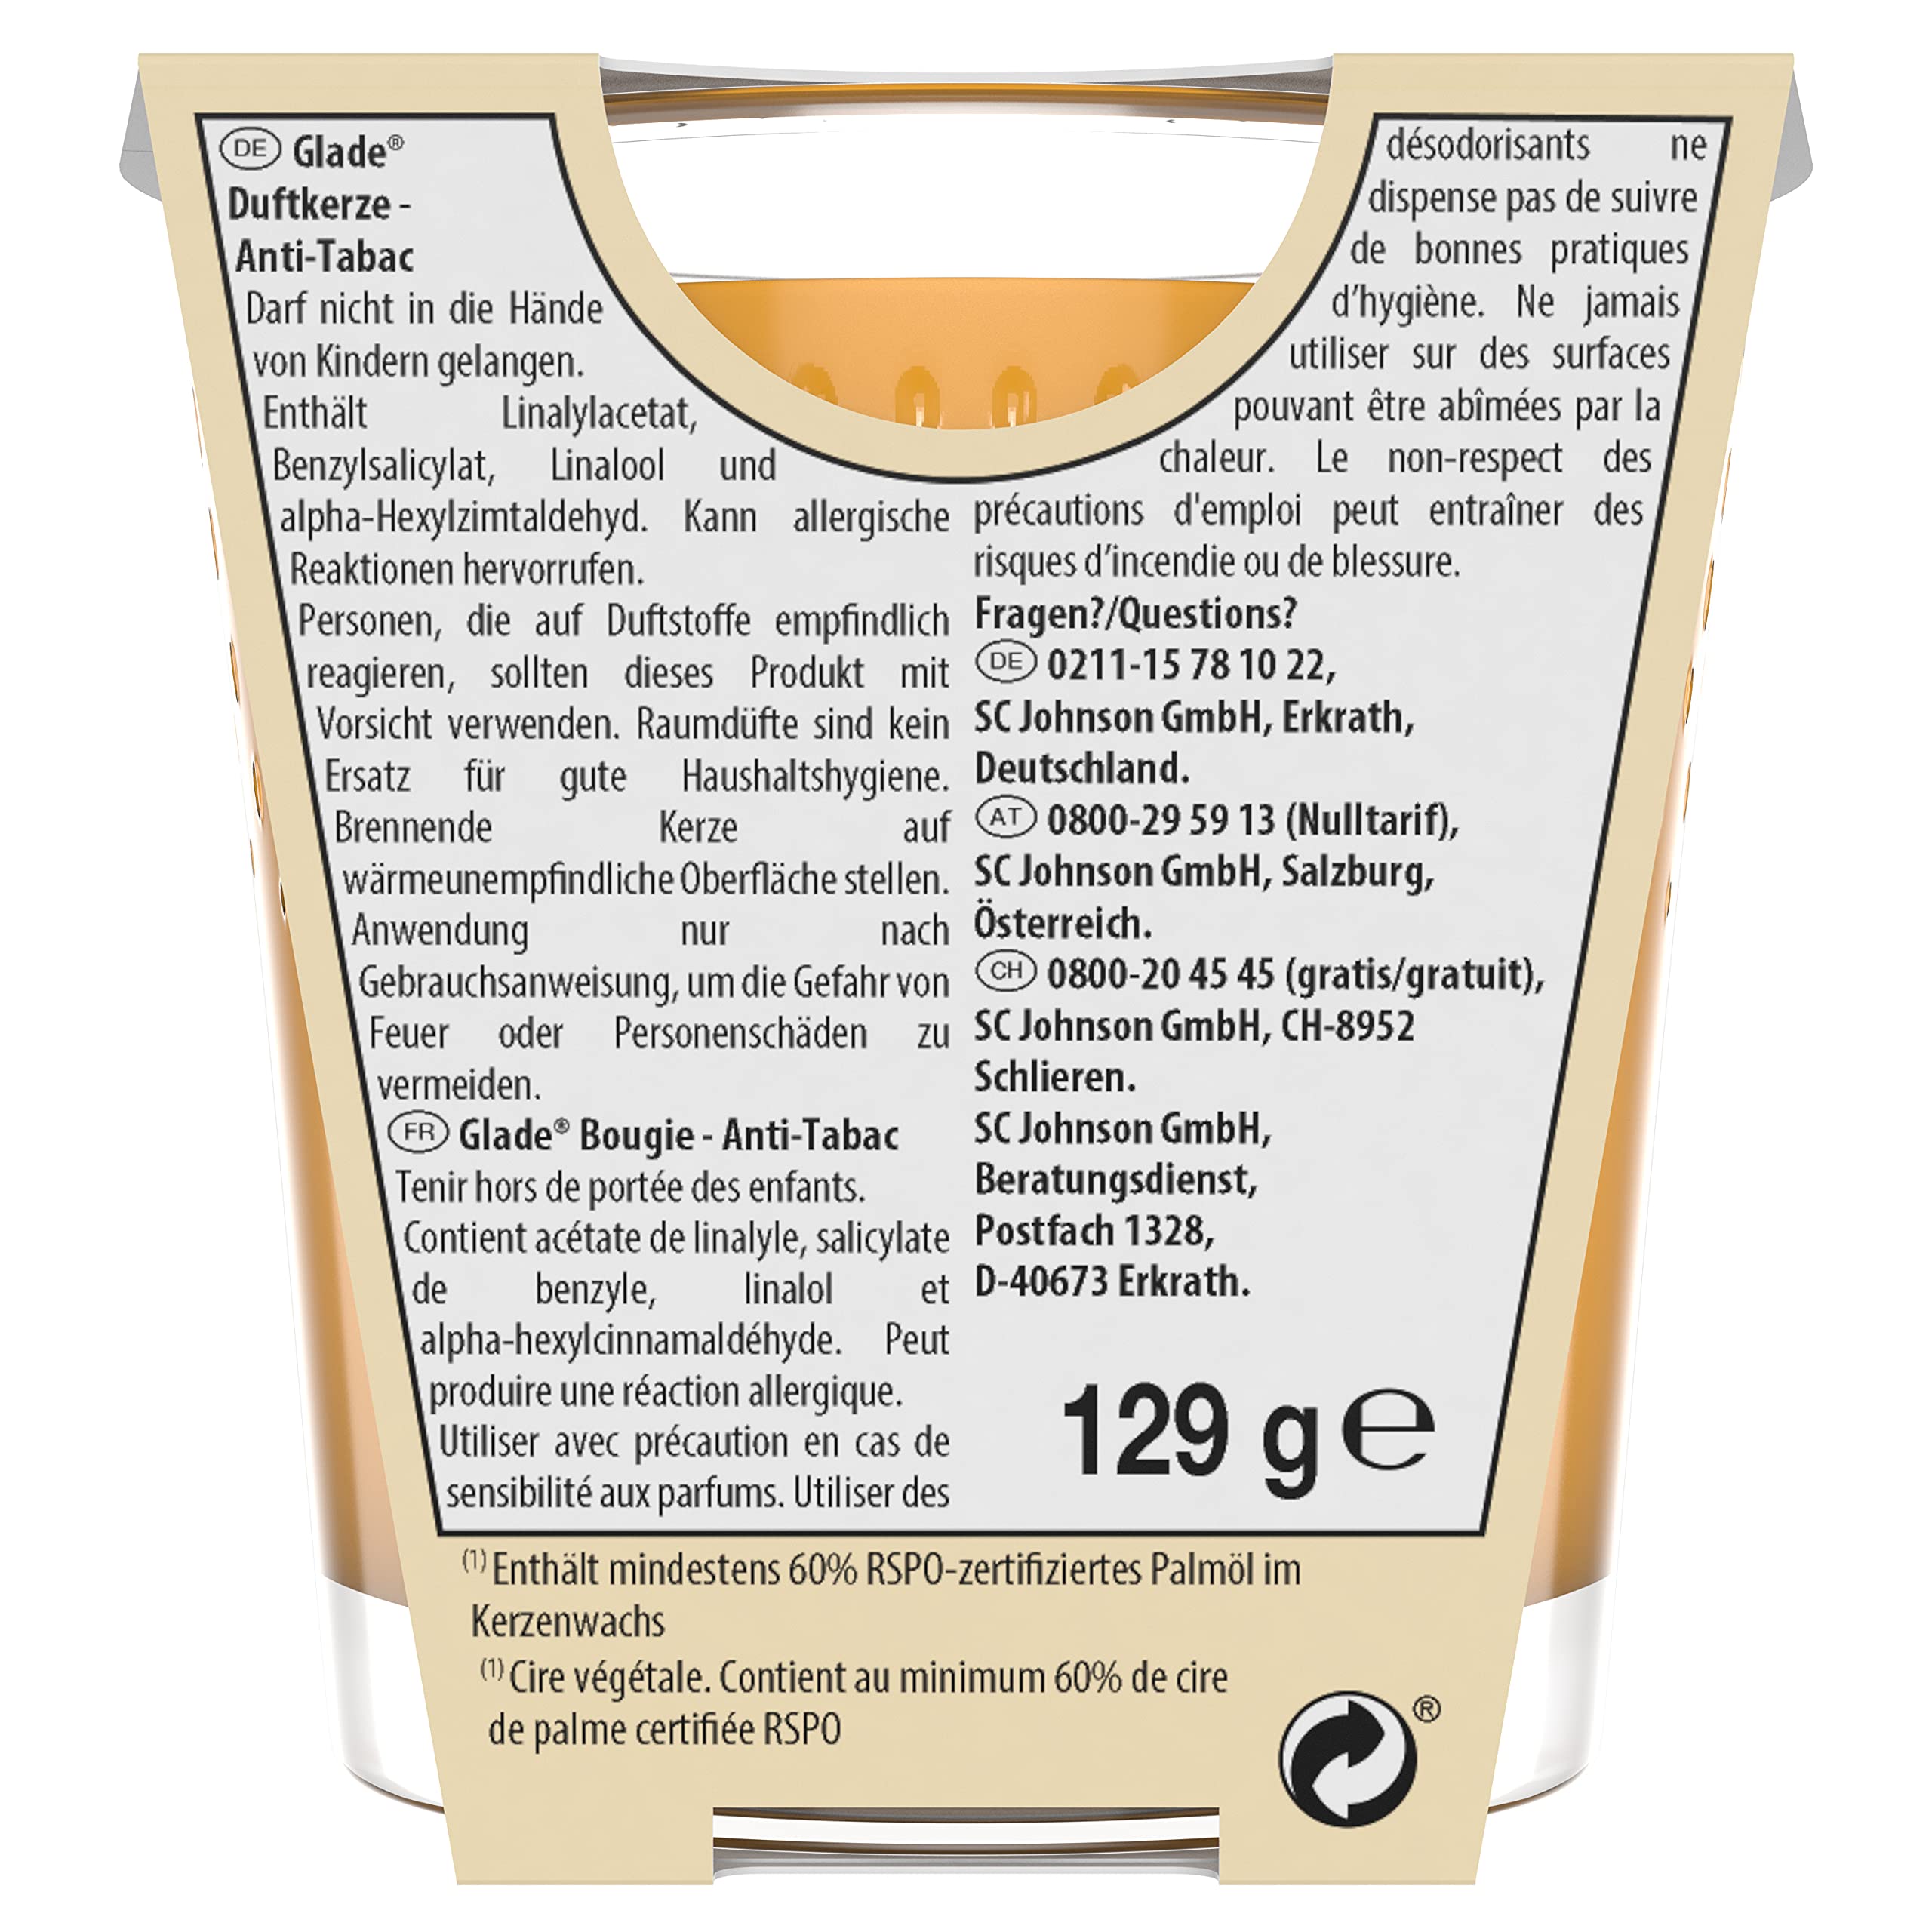 DE Glade®
Duftkerze -
Anti-Tabac
Darf nicht in die Hände
von Kindern gelangen.
Enthält Linalylacetat,
Benzylsalicylat, Linalool und
alpha-Hexylzimtaldehyd. Kann allergische
Reaktionen hervorrufen.
Personen, die auf Duftstoffe empfindlich
reagieren, sollten dieses Produkt mit
Vorsicht verwenden. Raumdüfte sind kein
Ersatz für gute Haushaltshygiene.
Brennende Kerze auf
wärmeunempfindliche Oberfläche stellen.
Anwendung nur nach
Gebrauchsanweisung, um die Gefahr von
Feuer oder Personenschäden zu
vermeiden.
FR Glade® Bougie - Anti-Tabac
Tenir hors de portée des enfants.
Contient acétate de linalyle, salicylate
de benzyle, linalol et
alpha-hexylcinnamaldéhyde. Peut
produire une réaction allergique.
Utiliser avec précaution en cas de
sensibilité aux parfums. Utiliser des
désodorisants ne
dispense pas de suivre
de bonnes pratiques
d’hygiène. Ne jamais
utiliser sur des surfaces
pouvant être abîmées par la
chaleur. Le non-respect des
précautions d'emploi peut entraîner des
risques d’incendie ou de blessure.
Fragen?/Questions?
DE 0211-15 78 10 22,
SC Johnson GmbH, Erkrath,
Deutschland.
AT 0800-29 59 13 (Nulltarif),
SC Johnson GmbH, Salzburg,
Österreich.
CH 0800-20 45 45 (gratis/gratuit),
SC Johnson GmbH, CH-8952
Schlieren.
SC Johnson GmbH,
Beratungsdienst,
Postfach 1328,
D-40673 Erkrath.
129 g e
(1) Enthält mindestens 60% RSPO-zertifiziertes Palmöl im
Kerzenwachs
(1) Cire végétale. Contient au minimum 60% de cire
de palme certifiée RSPO
®